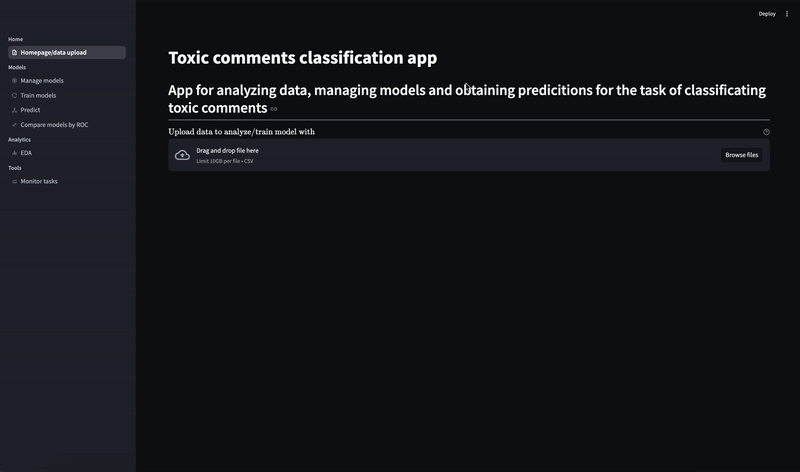 Deploy
Home
Homepage/data upload
Models
Manage models
Train models
Predict
Compare models by ROC
Analytics
EDA
Tools
Monitor tasks
Toxic comments classification app
App for analyzing data, managing models and obtaining predicitions for the task of classificating
toxic comments
Upload data to analyze/train model with
Drag and drop file here
Limit 10GB per file • CSV
Browse files